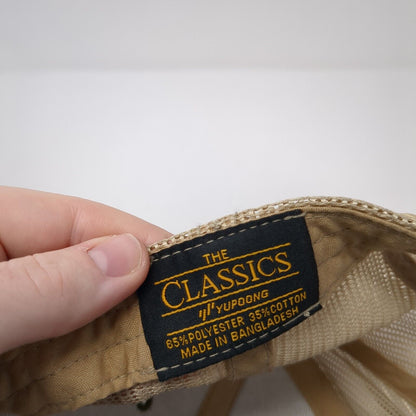 THE
CLASSICS
YUPOONG
65% POLYESTER 35% COTTON
MADE IN BANGLADESH